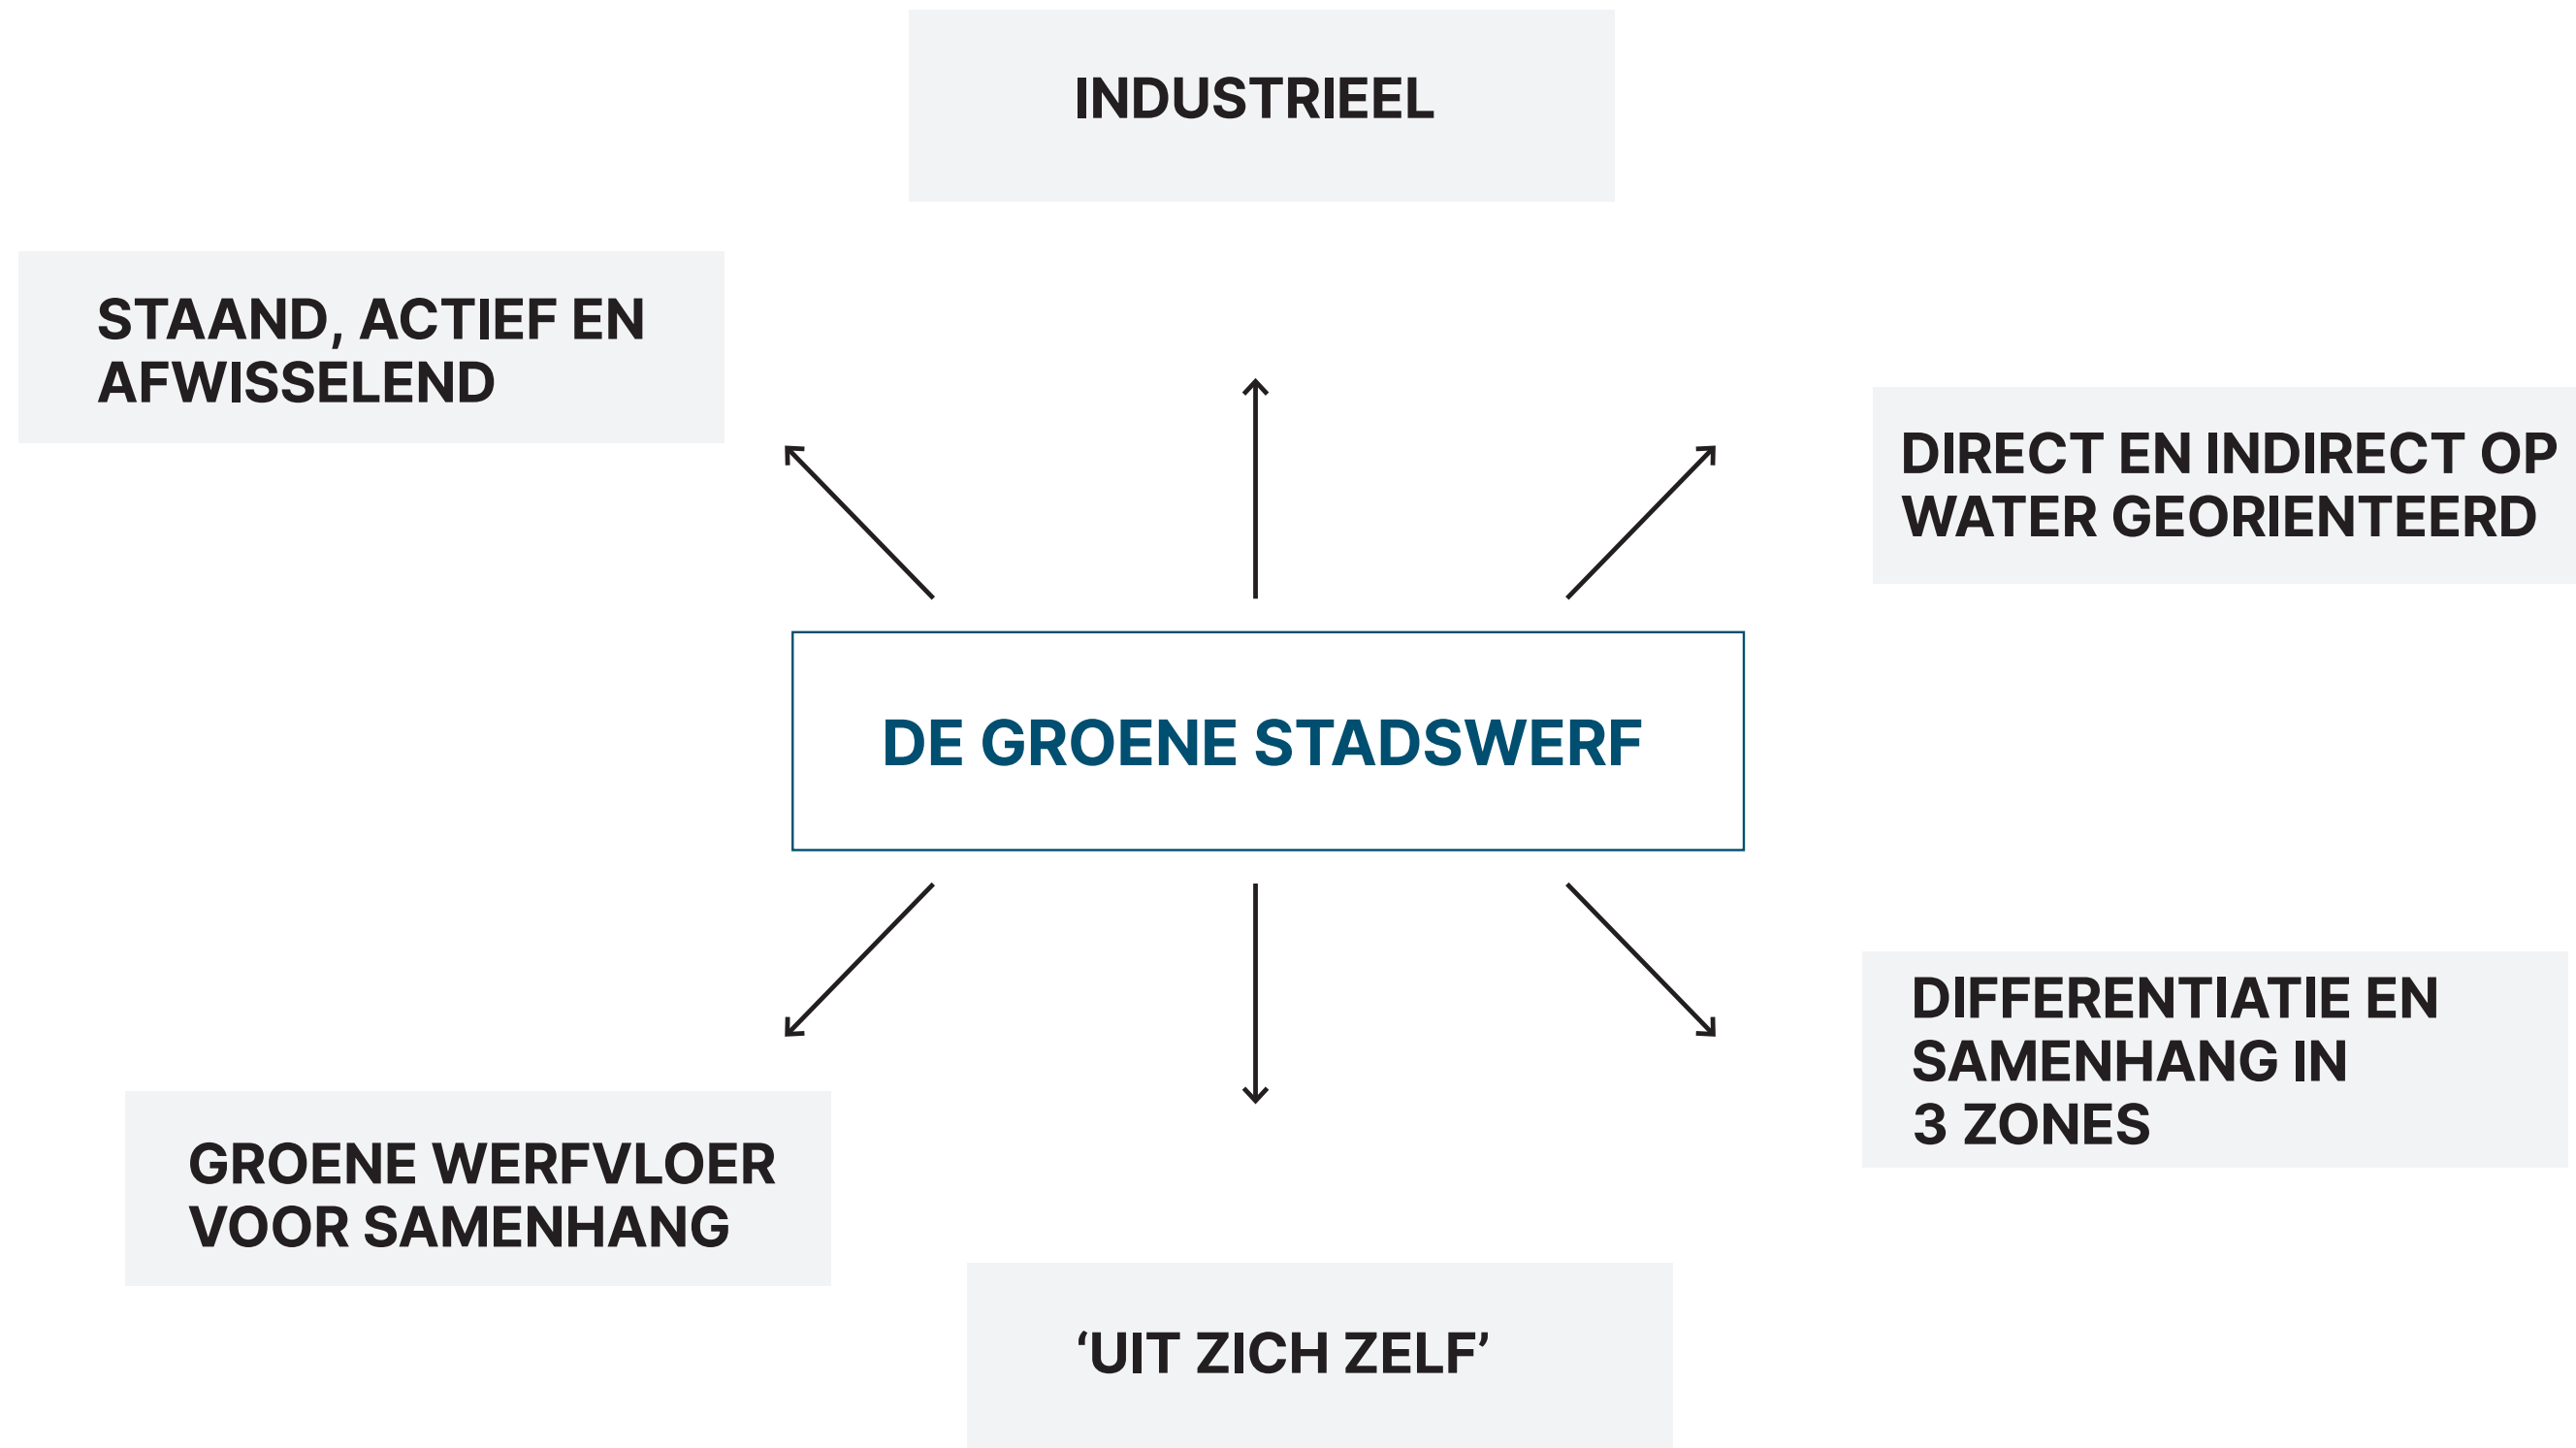 INDUSTRIEEL
STAAND, ACTIEF EN
AFWISSELEND
DIRECT EN INDIRECT OP
WATER GEORIENTEERD
DE GROENE STADSWERF
DIFFERENTIATIE EN
SAMENHANG IN
3 ZONES
GROENE WERFVLOER
VOOR SAMENHANG
‘UIT ZICH ZELF’